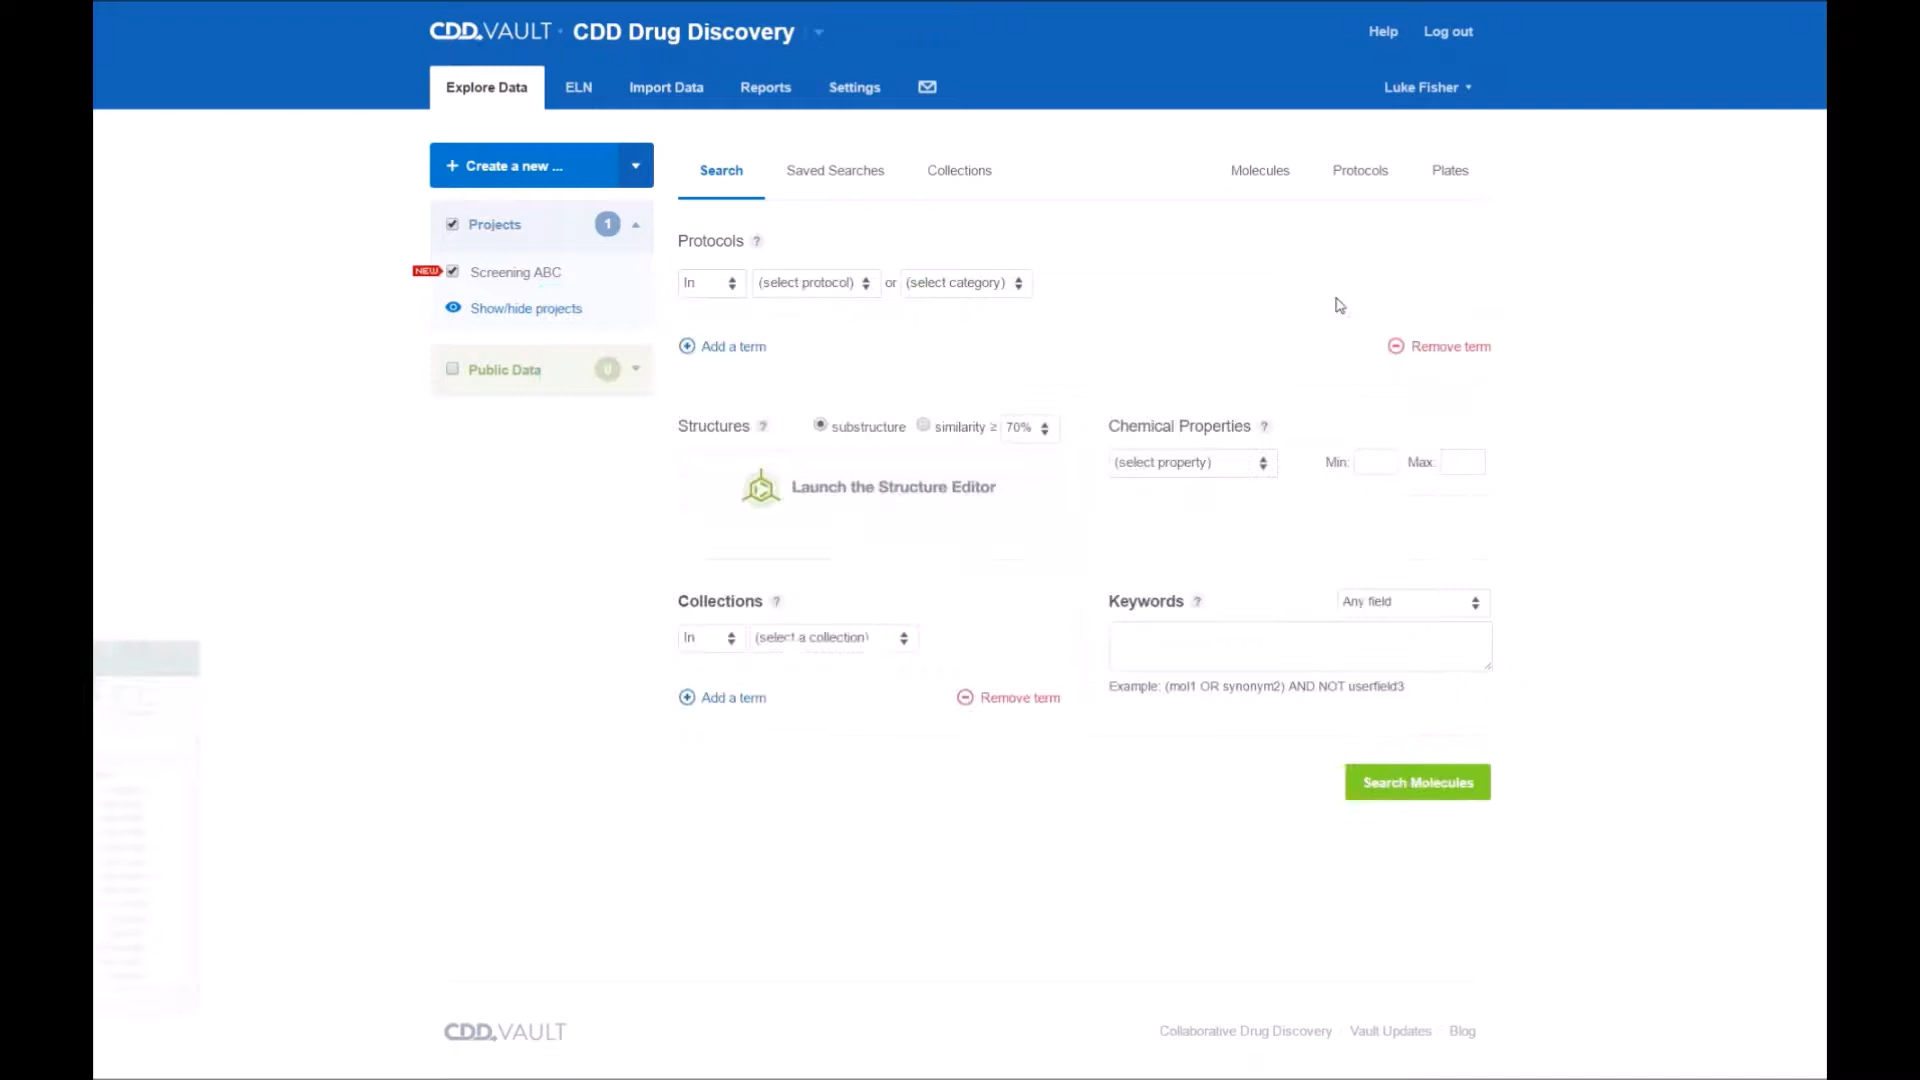 CDD.VAULT · CDD Drug Discovery
Help Log out
Explore Data ELN Import Data Reports Settings
Luke Fisher
+ Create a new ...
Search Saved Searches Collections Molecules Protocols Plates
Projects 1
NEW Screening ABC
Show/hide projects
Public Data 0
Protocols ?
In (select protocol) or (select category)
Add a term Remove term
Structures ? substructure similarity ≥ 70%
Launch the Structure Editor
Chemical Properties ?
(select property) Min: Max:
Collections ?
In (select a collection)
Add a term Remove term
Keywords ? Any field
Example: (mol1 OR synonym2) AND NOT userfield3
Search Molecules
CDD.VAULT
Collaborative Drug Discovery Vault Updates Blog